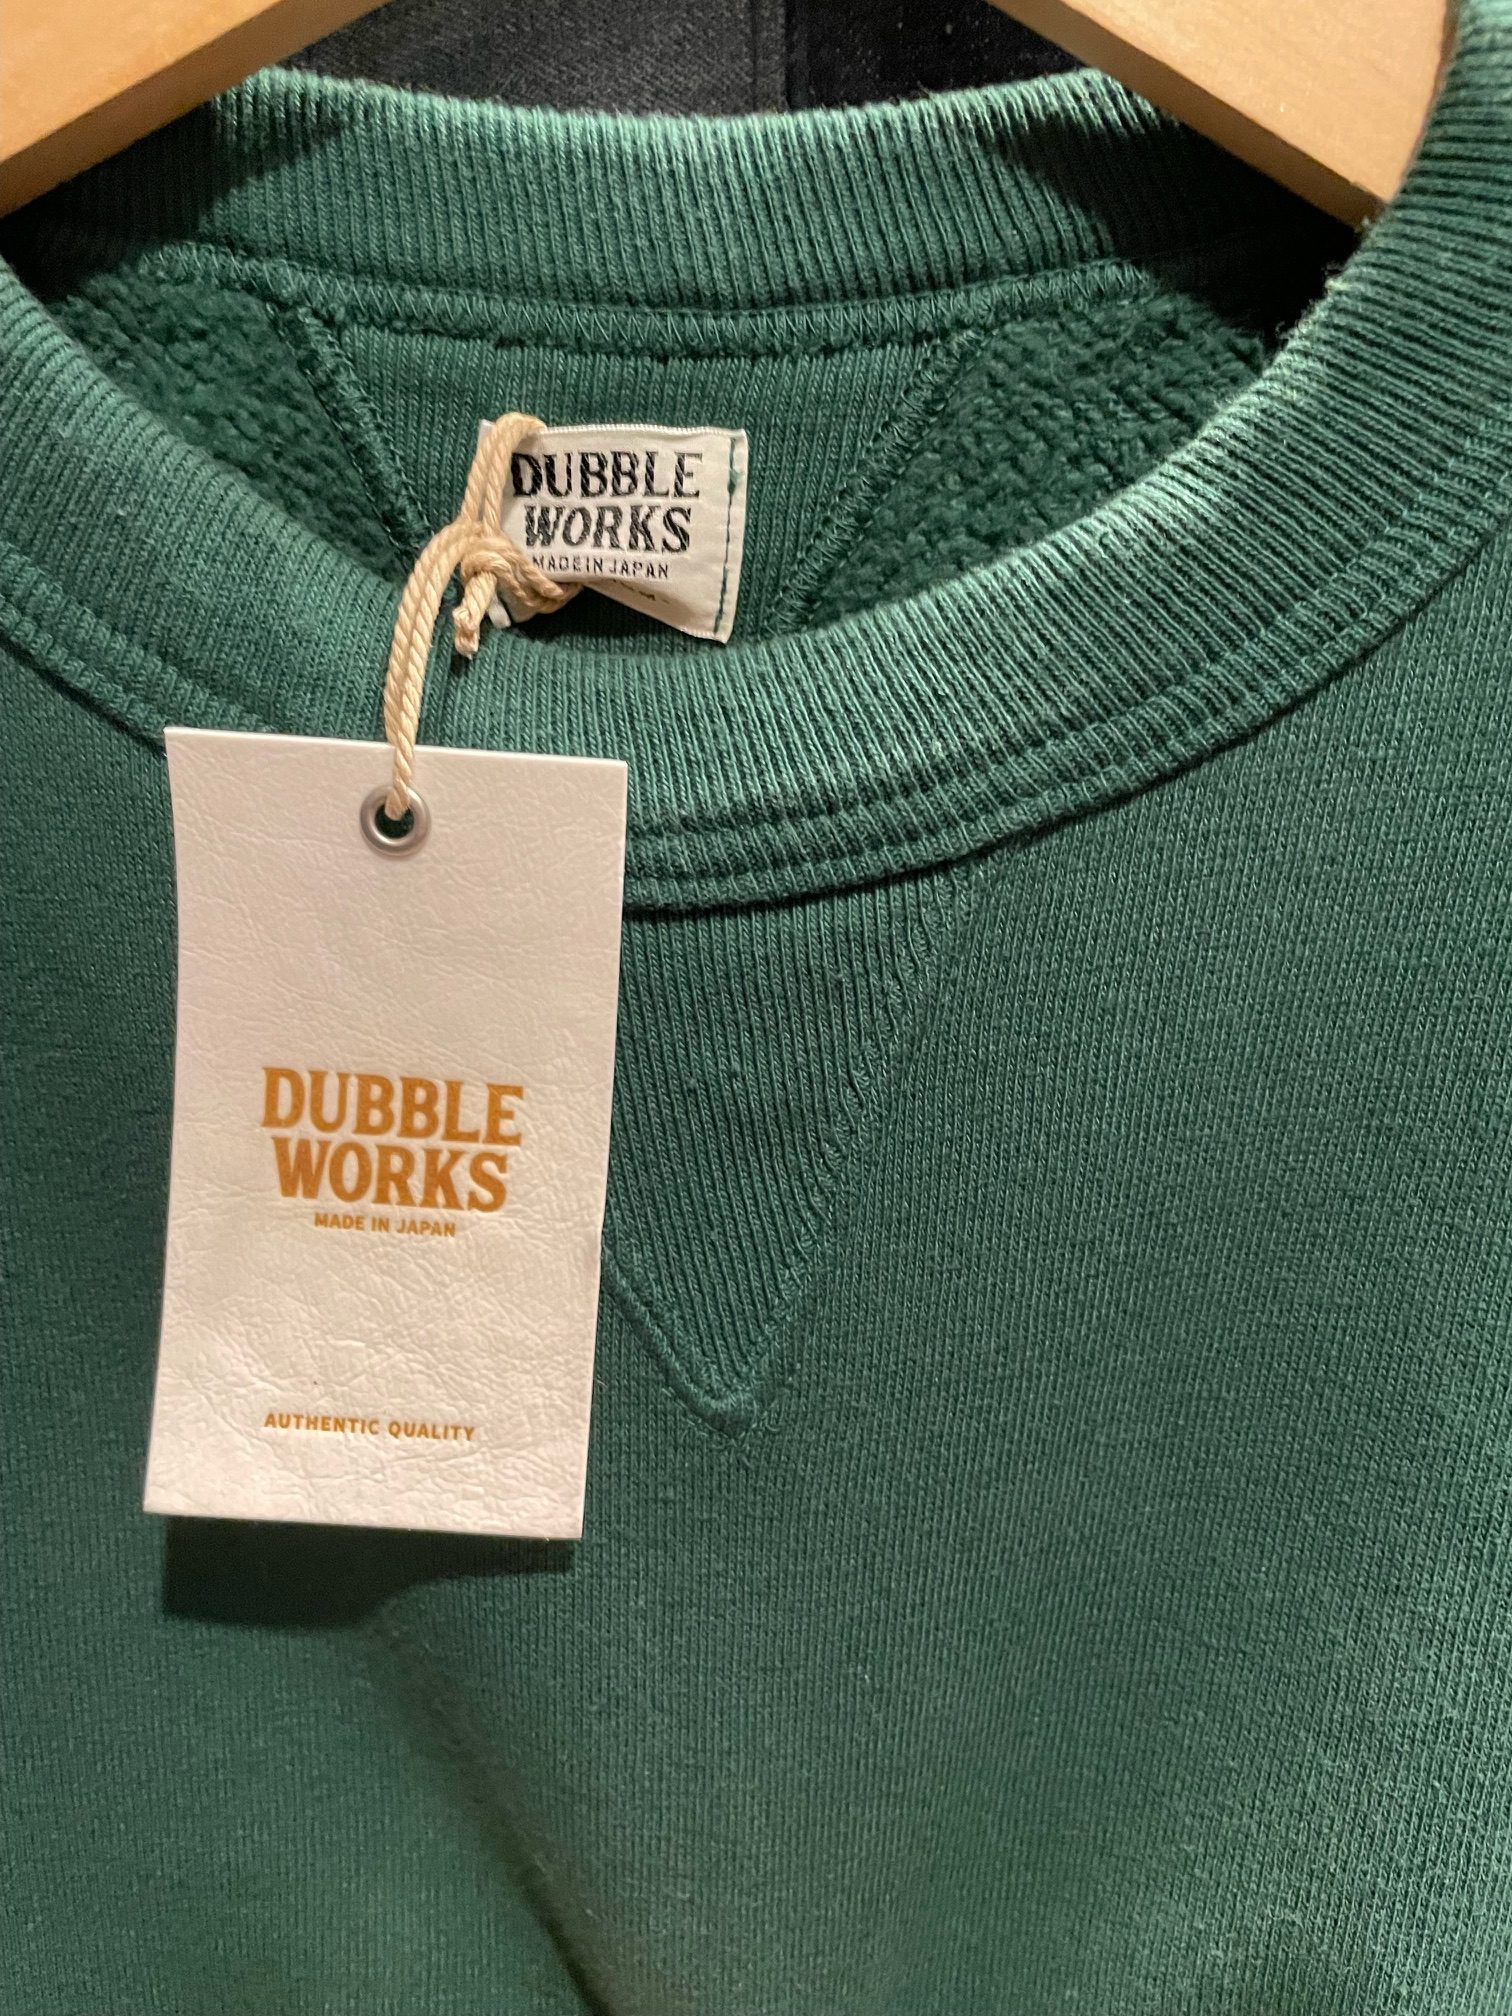 DUBBLE
WORKS
MADE IN JAPAN
M
DUBBLE
WORKS
MADE IN JAPAN
AUTHENTIC QUALITY